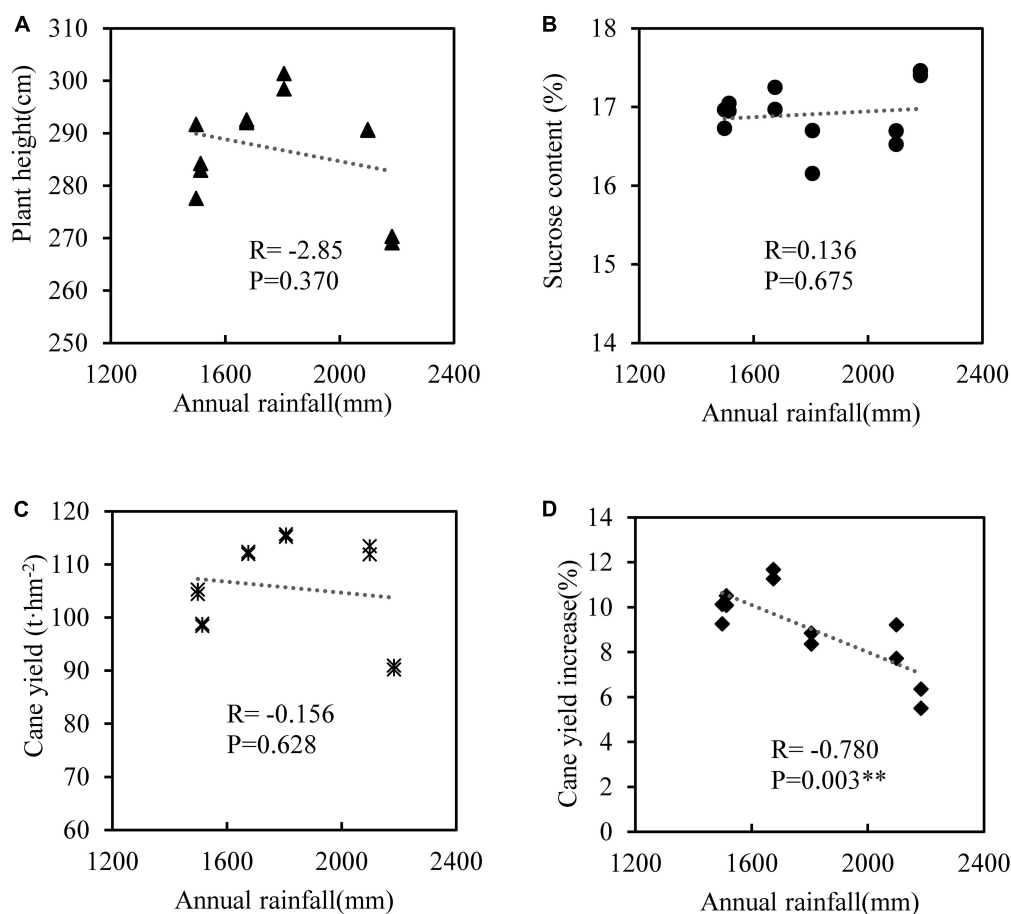 A
Plant height(cm)
310
300
290
280
270
260
250
R= -2.85
P=0.370
1200 1600 2000 2400
Annual rainfall(mm)
B
Sucrose content (%)
18
17
16
15
14
R=0.136
P=0.675
1200 1600 2000 2400
Annual rainfall(mm)
C
Cane yield (t·hm⁻²)
120
110
100
90
80
70
60
R= -0.156
P=0.628
1200 1600 2000 2400
Annual rainfall(mm)
D
Cane yield increase(%)
14
12
10
8
6
4
2
0
R= -0.780
P=0.003**
1200 1600 2000 2400
Annual rainfall(mm)